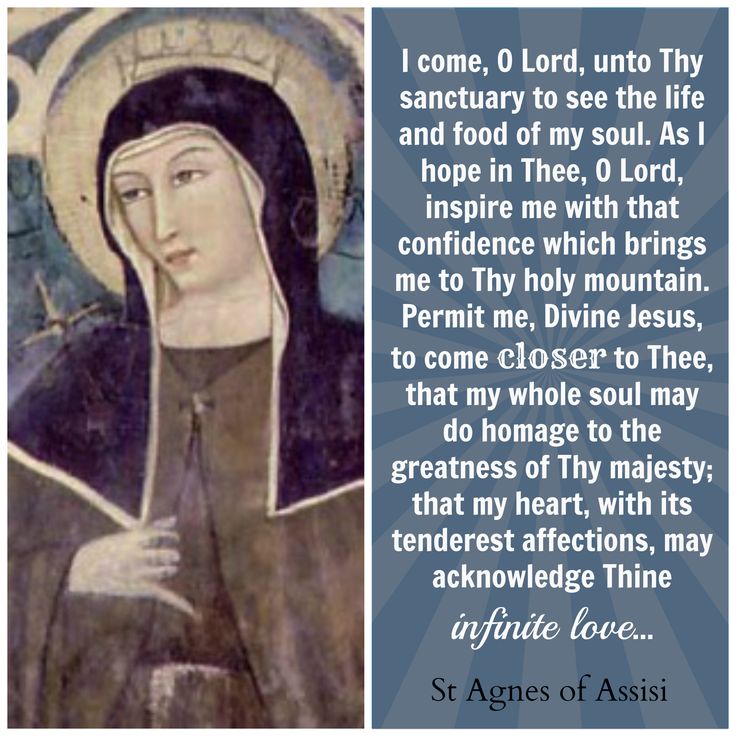 I come, O Lord, unto Thy
sanctuary to see the life
and food of my soul. As I
hope in Thee, O Lord,
inspire me with that
confidence which brings
me to Thy holy mountain.
Permit me, Divine Jesus,
to come closer to Thee,
that my whole soul may
do homage to the
greatness of Thy majesty;
that my heart, with its
tenderest affections, may
acknowledge Thine
infinite love...
St Agnes of Assisi